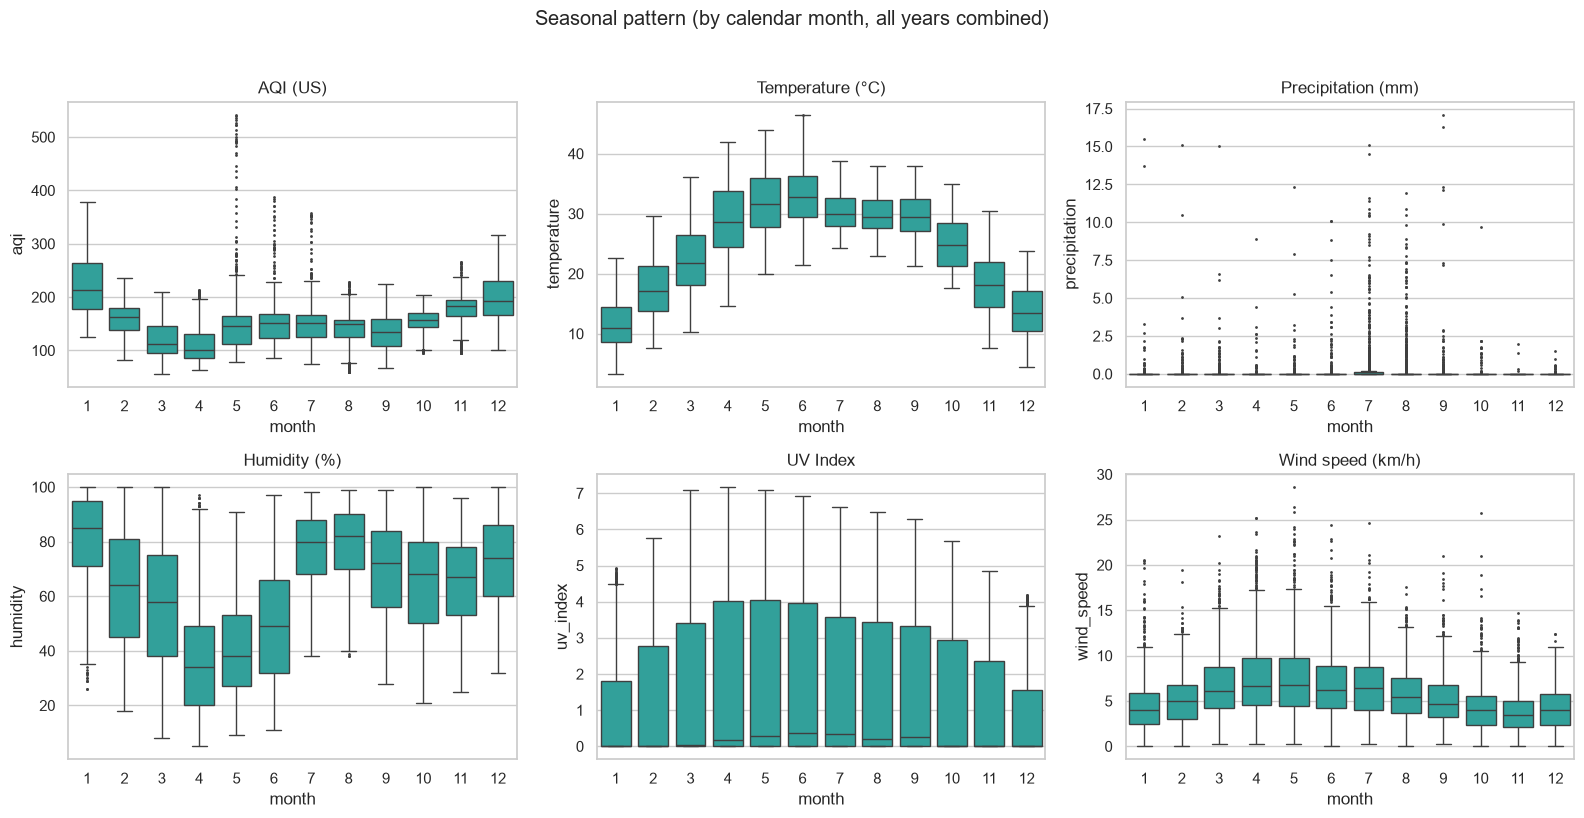 Seasonal pattern (by calendar month, all years combined)
AQI (US)
500
400
300
200
100
aqi
1 2 3 4 5 6 7 8 9 10 11 12
month
Temperature (°C)
40
30
20
10
temperature
1 2 3 4 5 6 7 8 9 10 11 12
month
Precipitation (mm)
17.5
15.0
12.5
10.0
7.5
5.0
2.5
0.0
precipitation
1 2 3 4 5 6 7 8 9 10 11 12
month
Humidity (%)
100
80
60
40
20
humidity
1 2 3 4 5 6 7 8 9 10 11 12
month
UV Index
7
6
5
4
3
2
1
0
uv_index
1 2 3 4 5 6 7 8 9 10 11 12
month
Wind speed (km/h)
30
25
20
15
10
5
0
wind_speed
1 2 3 4 5 6 7 8 9 10 11 12
month